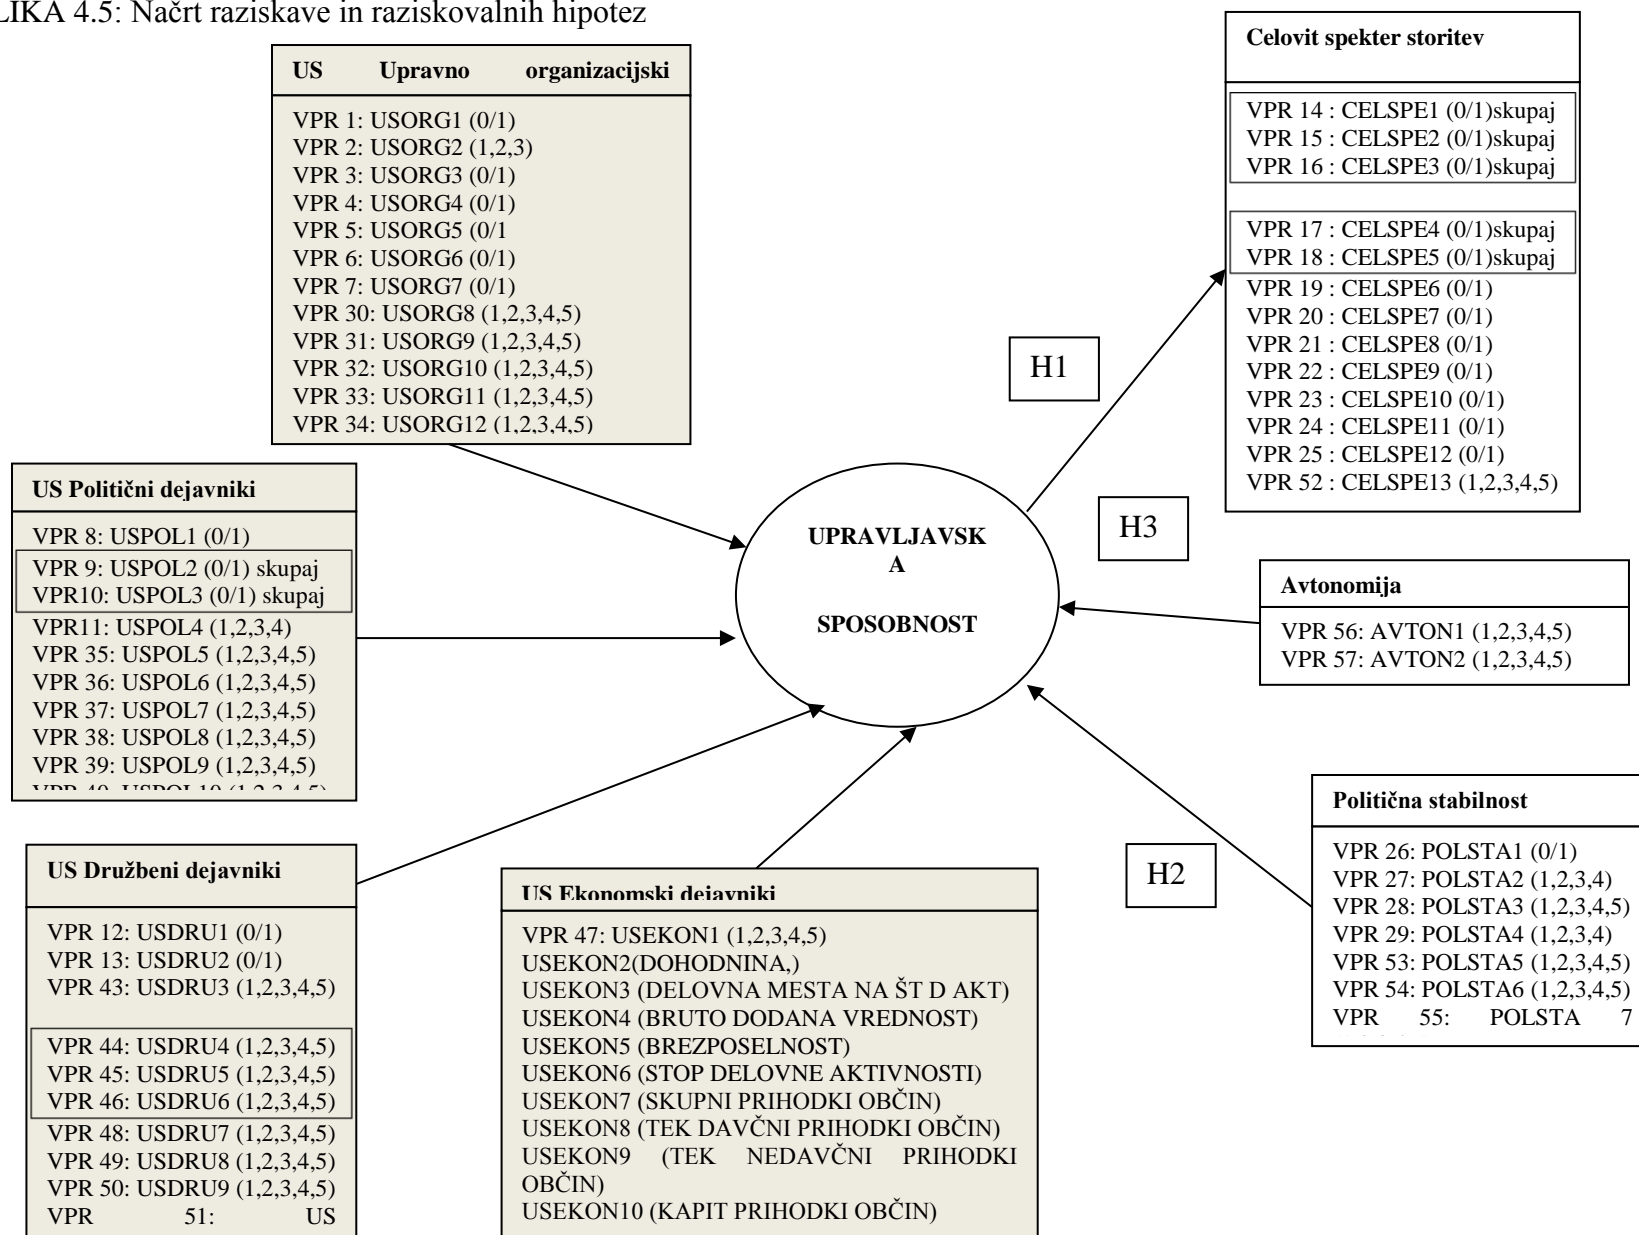 LIKA 4.5: Načrt raziskave in raziskovalnih hipotez
US Upravno organizacijski
VPR 1: USORG1 (0/1)
VPR 2: USORG2 (1,2,3)
VPR 3: USORG3 (0/1)
VPR 4: USORG4 (0/1)
VPR 5: USORG5 (0/1
VPR 6: USORG6 (0/1)
VPR 7: USORG7 (0/1)
VPR 30: USORG8 (1,2,3,4,5)
VPR 31: USORG9 (1,2,3,4,5)
VPR 32: USORG10 (1,2,3,4,5)
VPR 33: USORG11 (1,2,3,4,5)
VPR 34: USORG12 (1,2,3,4,5)
Celovit spekter storitev
VPR 14 : CELSPE1 (0/1)skupaj
VPR 15 : CELSPE2 (0/1)skupaj
VPR 16 : CELSPE3 (0/1)skupaj
VPR 17 : CELSPE4 (0/1)skupaj
VPR 18 : CELSPE5 (0/1)skupaj
VPR 19 : CELSPE6 (0/1)
VPR 20 : CELSPE7 (0/1)
VPR 21 : CELSPE8 (0/1)
VPR 22 : CELSPE9 (0/1)
VPR 23 : CELSPE10 (0/1)
VPR 24 : CELSPE11 (0/1)
VPR 25 : CELSPE12 (0/1)
VPR 52 : CELSPE13 (1,2,3,4,5)
H1
US Politični dejavniki
VPR 8: USPOL1 (0/1)
VPR 9: USPOL2 (0/1) skupaj
VPR10: USPOL3 (0/1) skupaj
VPR11: USPOL4 (1,2,3,4)
VPR 35: USPOL5 (1,2,3,4,5)
VPR 36: USPOL6 (1,2,3,4,5)
VPR 37: USPOL7 (1,2,3,4,5)
VPR 38: USPOL8 (1,2,3,4,5)
VPR 39: USPOL9 (1,2,3,4,5)
VPR 40: USPOL10 (1,2,3,4,5)
UPRAVLJAVSK
A
SPOSOBNOST
H3
Avtonomija
VPR 56: AVTON1 (1,2,3,4,5)
VPR 57: AVTON2 (1,2,3,4,5)
US Družbeni dejavniki
VPR 12: USDRU1 (0/1)
VPR 13: USDRU2 (0/1)
VPR 43: USDRU3 (1,2,3,4,5)
VPR 44: USDRU4 (1,2,3,4,5)
VPR 45: USDRU5 (1,2,3,4,5)
VPR 46: USDRU6 (1,2,3,4,5)
VPR 48: USDRU7 (1,2,3,4,5)
VPR 49: USDRU8 (1,2,3,4,5)
VPR 50: USDRU9 (1,2,3,4,5)
VPR 51: US
US Ekonomski dejavniki
VPR 47: USEKON1 (1,2,3,4,5)
USEKON2(DOHODNINA,)
USEKON3 (DELOVNA MESTA NA ŠT D AKT)
USEKON4 (BRUTO DODANA VREDNOST)
USEKON5 (BREZPOSELNOST)
USEKON6 (STOP DELOVNE AKTIVNOSTI)
USEKON7 (SKUPNI PRIHODKI OBČIN)
USEKON8 (TEK DAVČNI PRIHODKI OBČIN)
USEKON9 (TEK NEDAVČNI PRIHODKI
OBČIN)
USEKON10 (KAPIT PRIHODKI OBČIN)
H2
Politična stabilnost
VPR 26: POLSTA1 (0/1)
VPR 27: POLSTA2 (1,2,3,4)
VPR 28: POLSTA3 (1,2,3,4,5)
VPR 29: POLSTA4 (1,2,3,4)
VPR 53: POLSTA5 (1,2,3,4,5)
VPR 54: POLSTA6 (1,2,3,4,5)
VPR 55: POLSTA 7